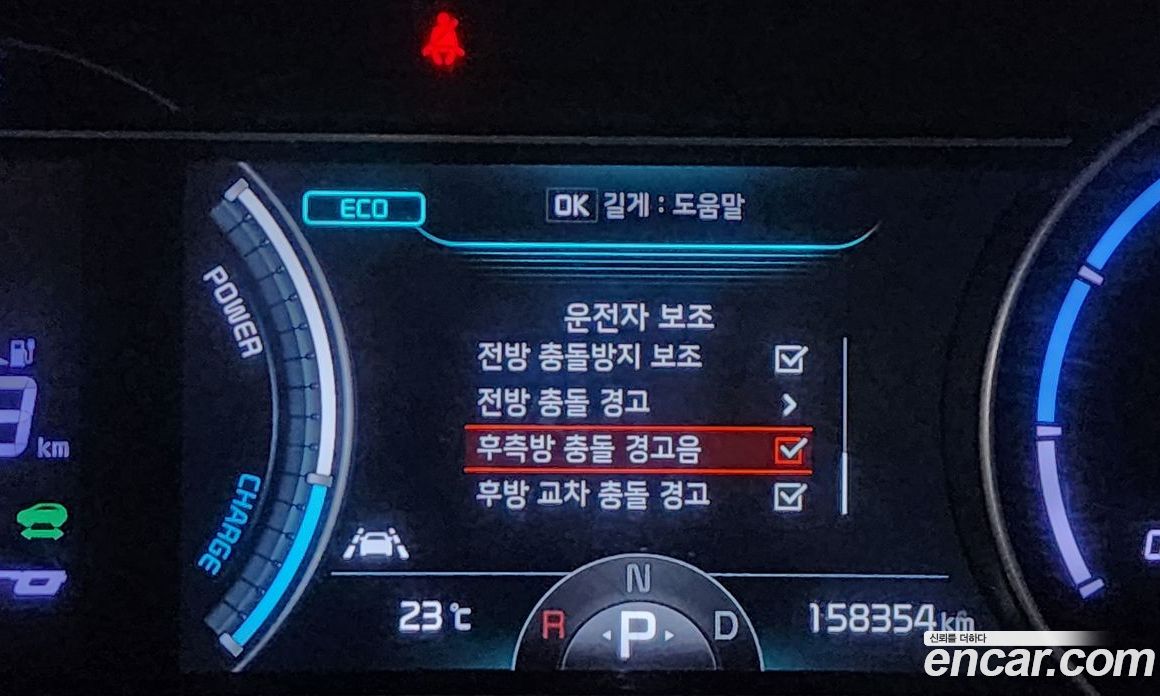 ECO
OK 길게 : 도움말
POWER
운전자 보조
전방 충돌방지 보조
전방 충돌 경고
후측방 충돌 경고음
후방 교차 충돌 경고
km
CHARGE
23℃
N
R
P
D
158354km
신뢰를 더하다
encar.com